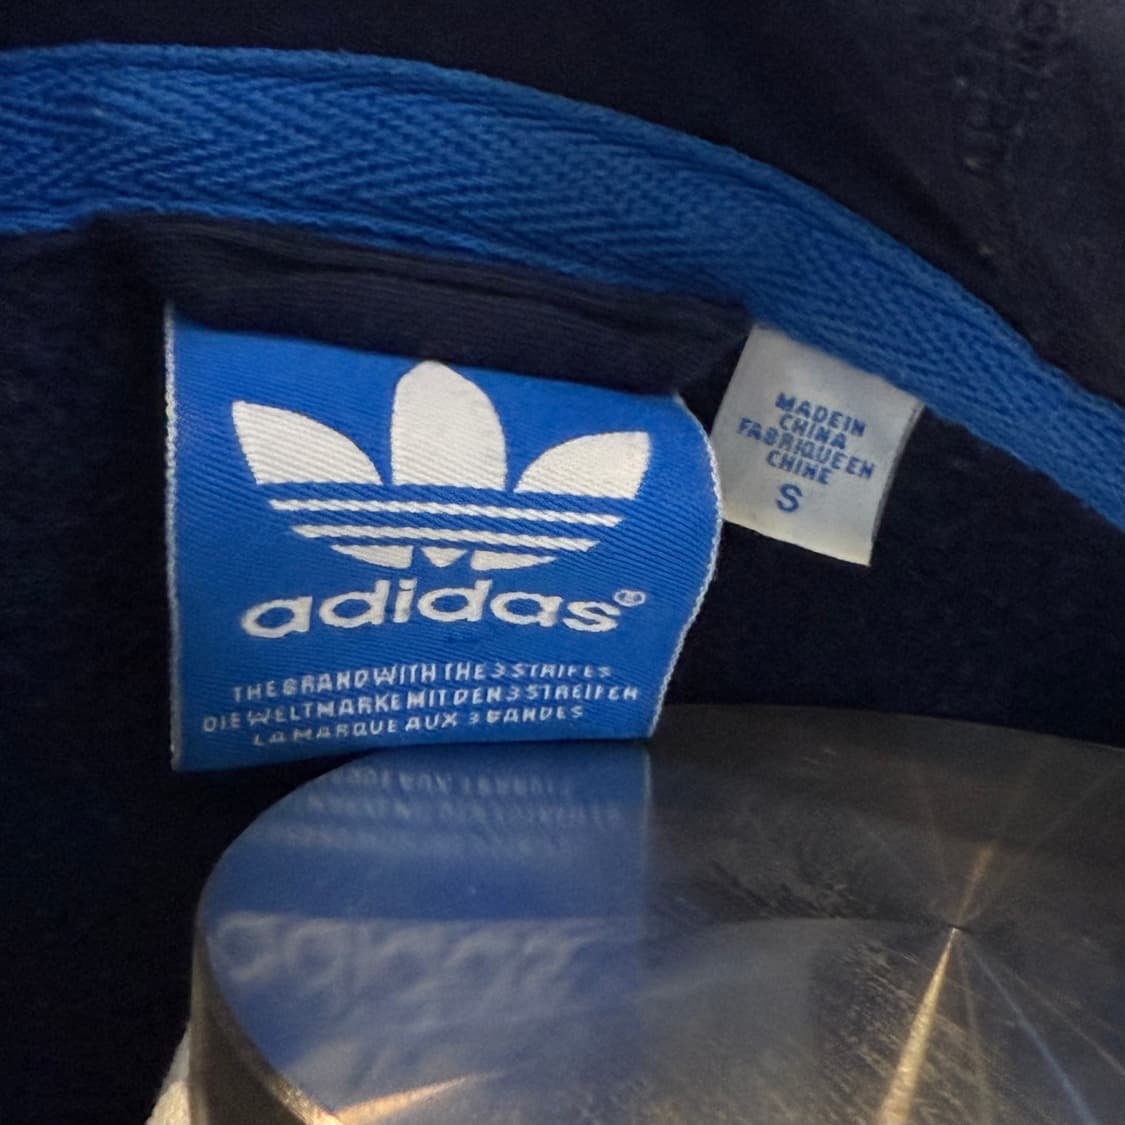 adidas®
THE BRAND WITH THE 3 STRIPES
DIE WELTMARKE MIT DEN 3 STREIFEN
LA MARQUE AUX 3 BANDES
MADE IN
CHINA
FABRIQUE EN
CHINE
S